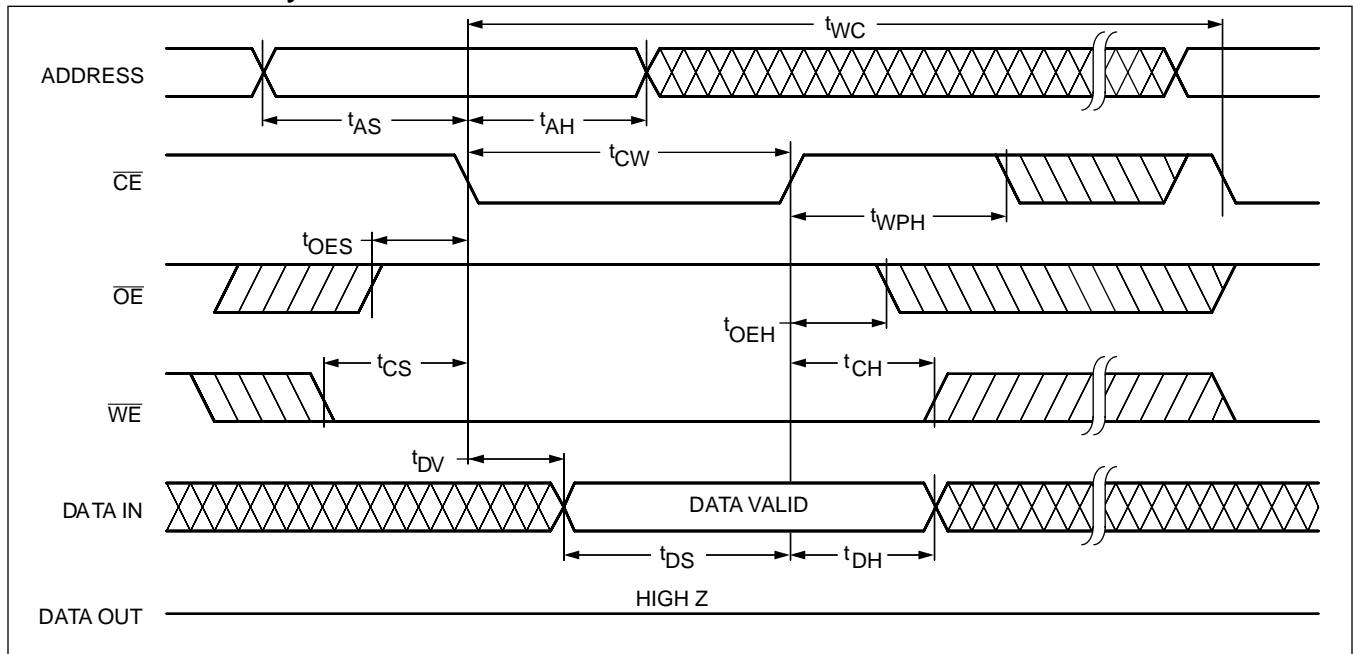 tWC
ADDRESS
tAS
tAH
tCW
CE
tWPH
tOES
OE
tOEH
tCS
tCH
WE
tDV
DATA IN
DATA VALID
tDS
tDH
HIGH Z
DATA OUT